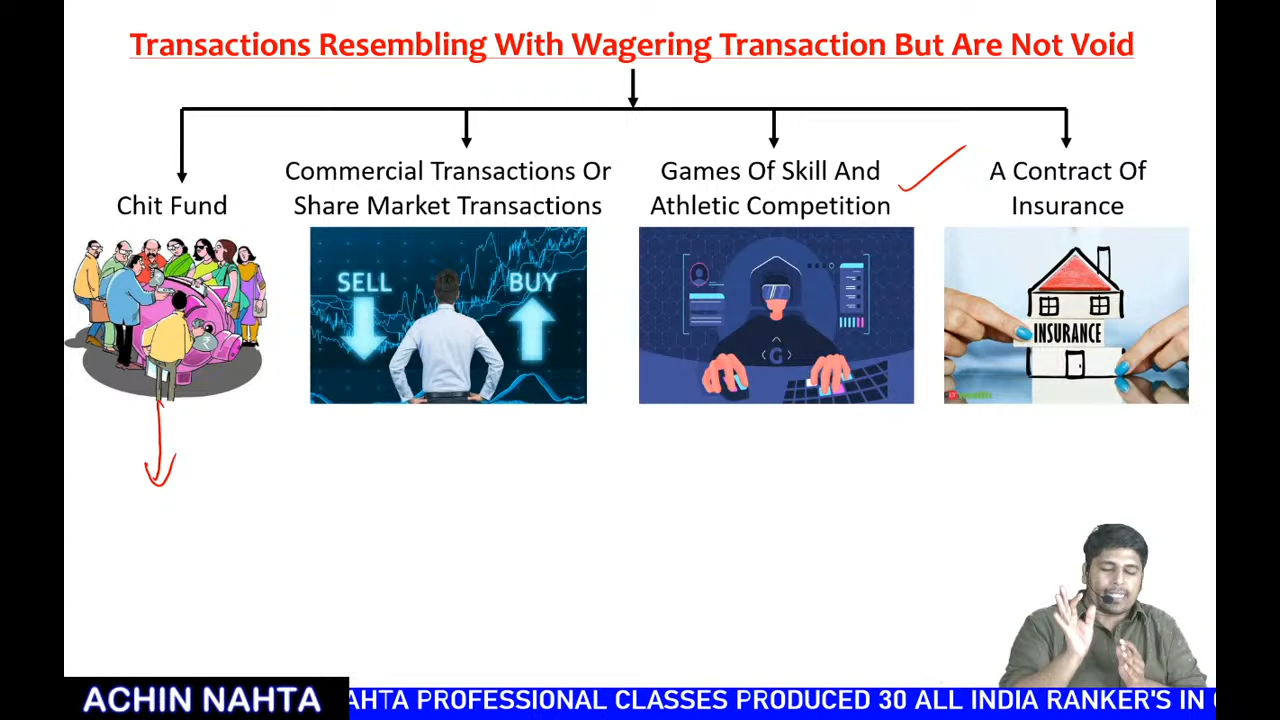 Transactions Resembling With Wagering Transaction But Are Not Void
Chit Fund
Commercial Transactions Or
Share Market Transactions
Games Of Skill And
Athletic Competition
A Contract Of
Insurance
SELL
BUY
G
INSURANCE
ACHIN NAHTA
AHTA PROFESSIONAL CLASSES PRODUCED 30 ALL INDIA RANKER'S IN